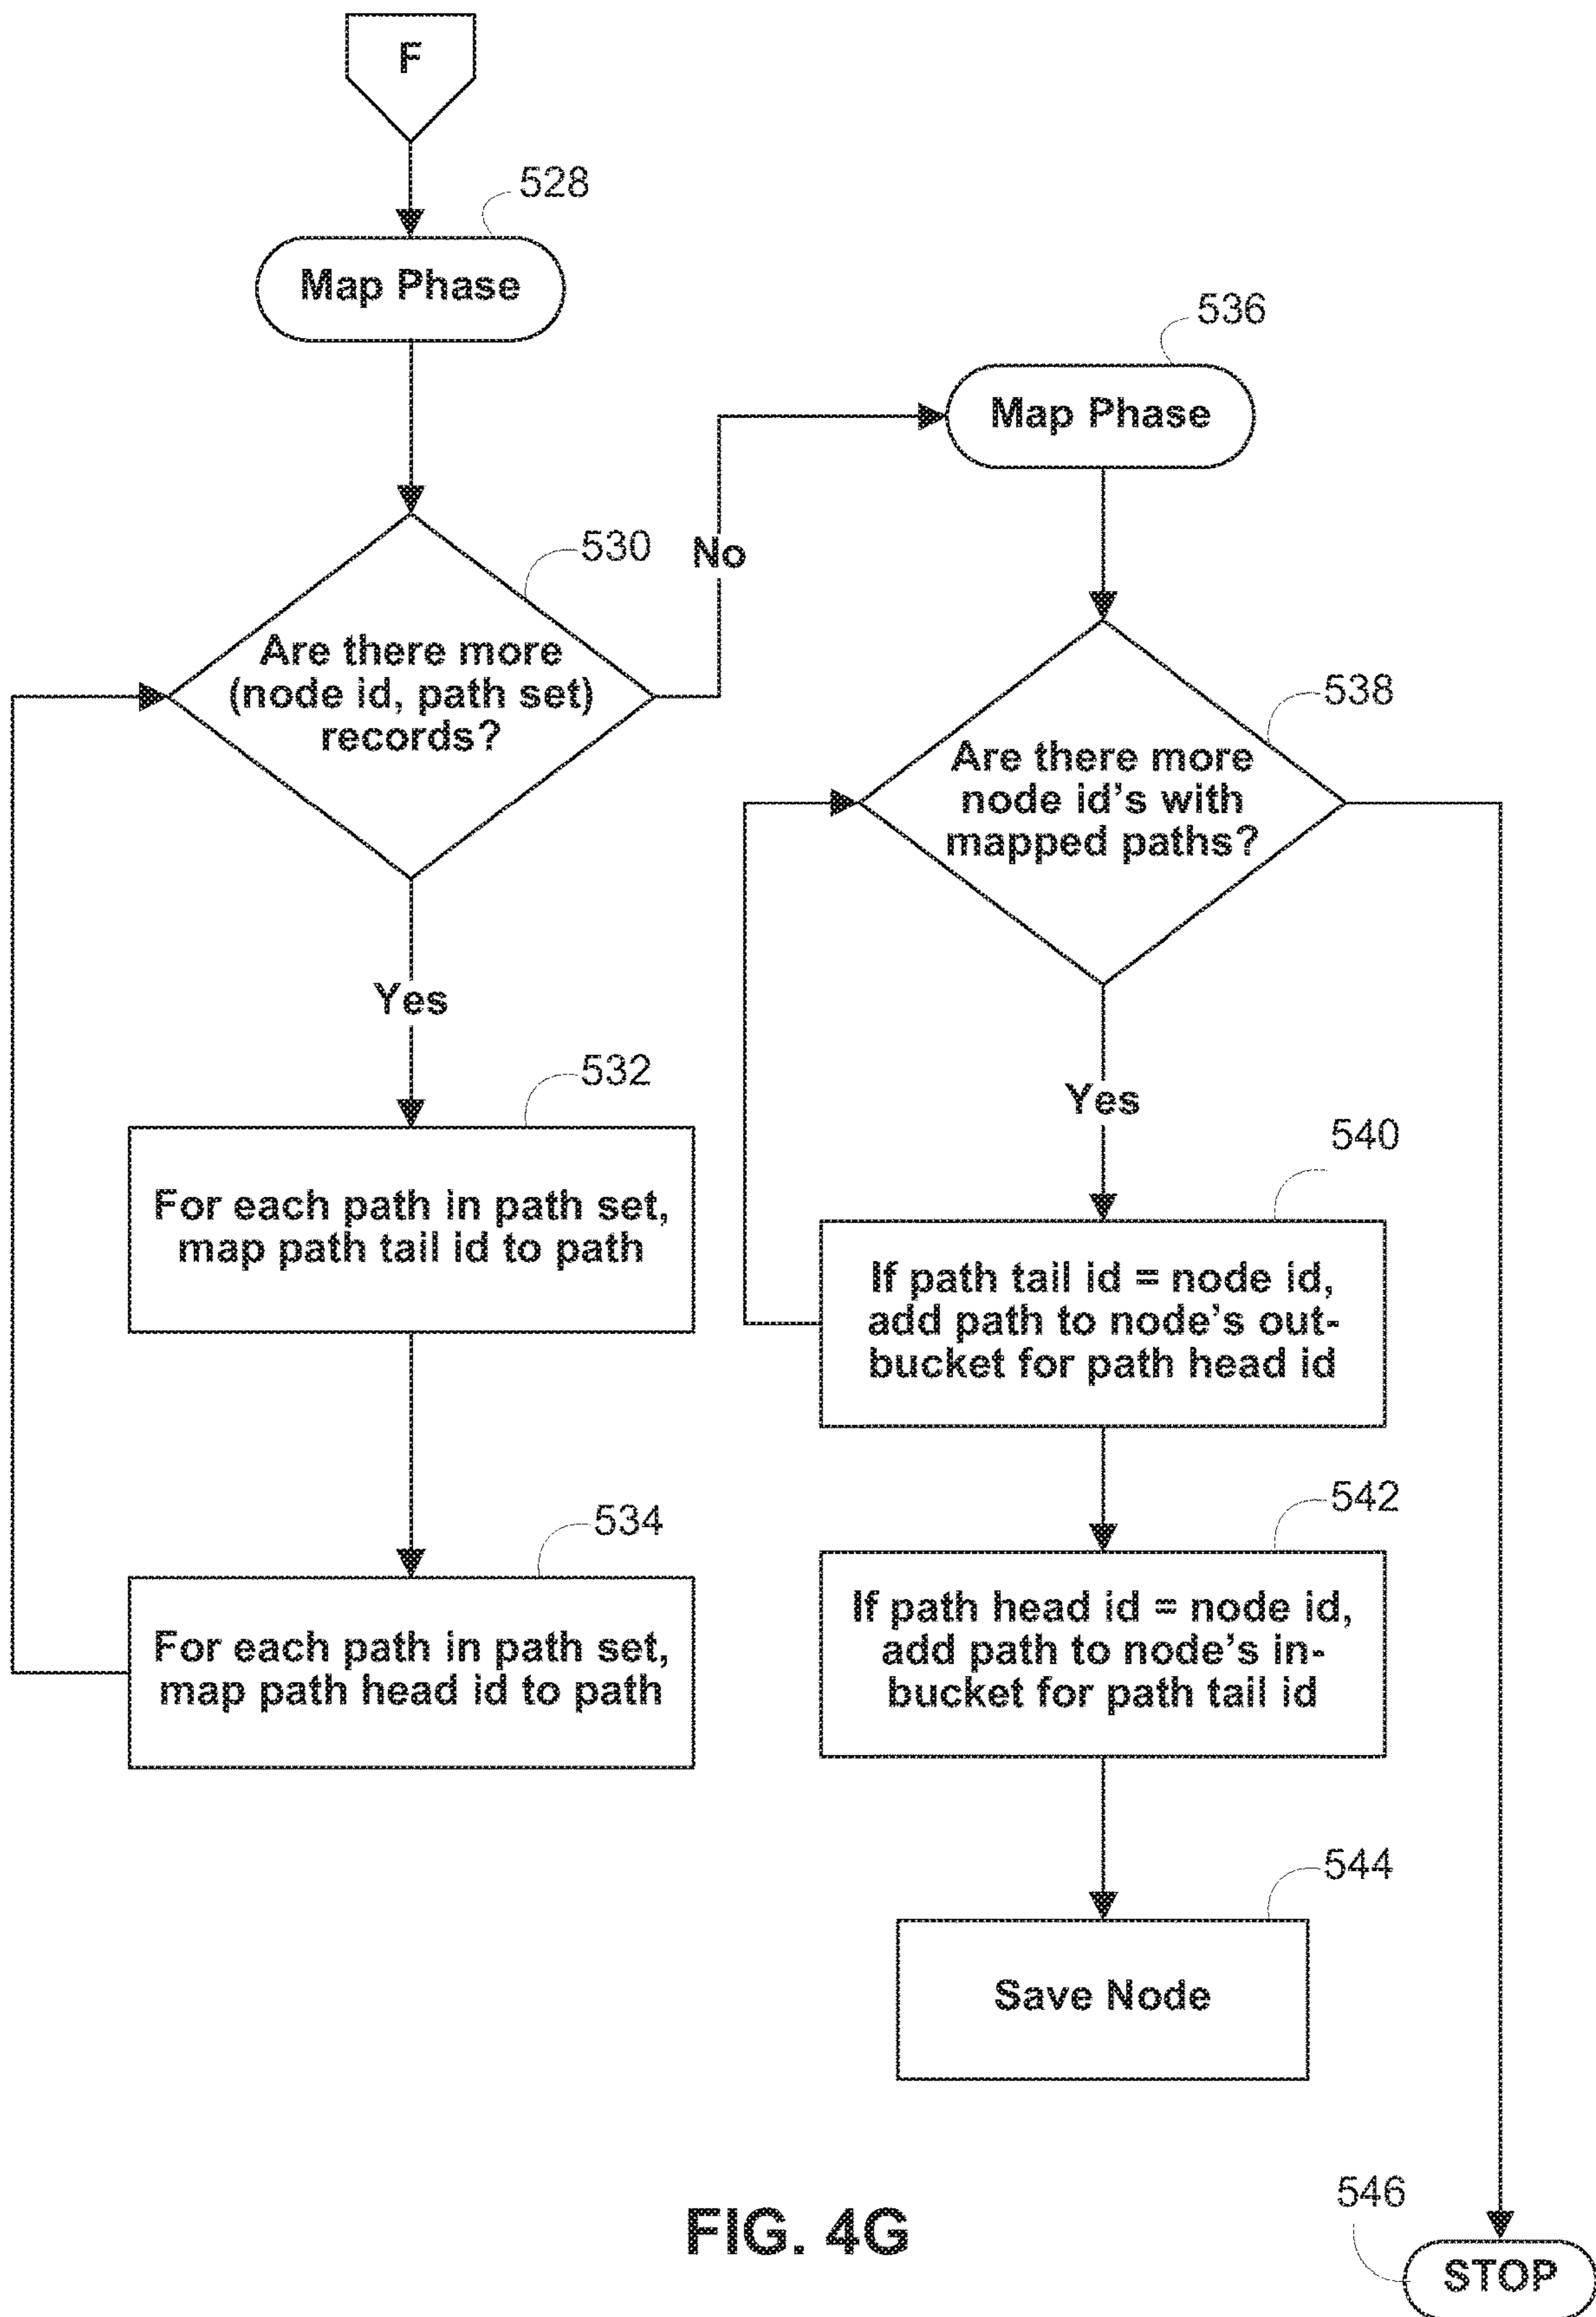 F
528
Map Phase
530
Are there more
(node id, path set)
records?
No
Yes
532
For each path in path set,
map path tail id to path
534
For each path in path set,
map path head id to path
536
Map Phase
538
Are there more
node id's with
mapped paths?
Yes
540
If path tail id = node id,
add path to node's out-
bucket for path head id
542
If path head id = node id,
add path to node's in-
bucket for path tail id
544
Save Node
546
STOP
FIG. 4G